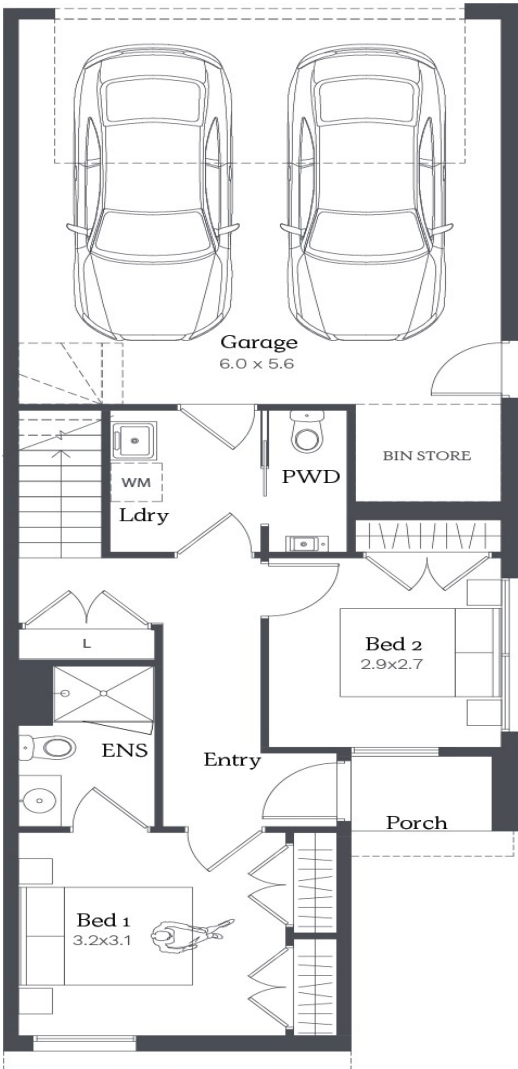 Garage
6.0 x 5.6
BIN STORE
PWD
WM
Ldry
L
Bed 2
2.9x2.7
ENS
Entry
Porch
Bed 1
3.2x3.1